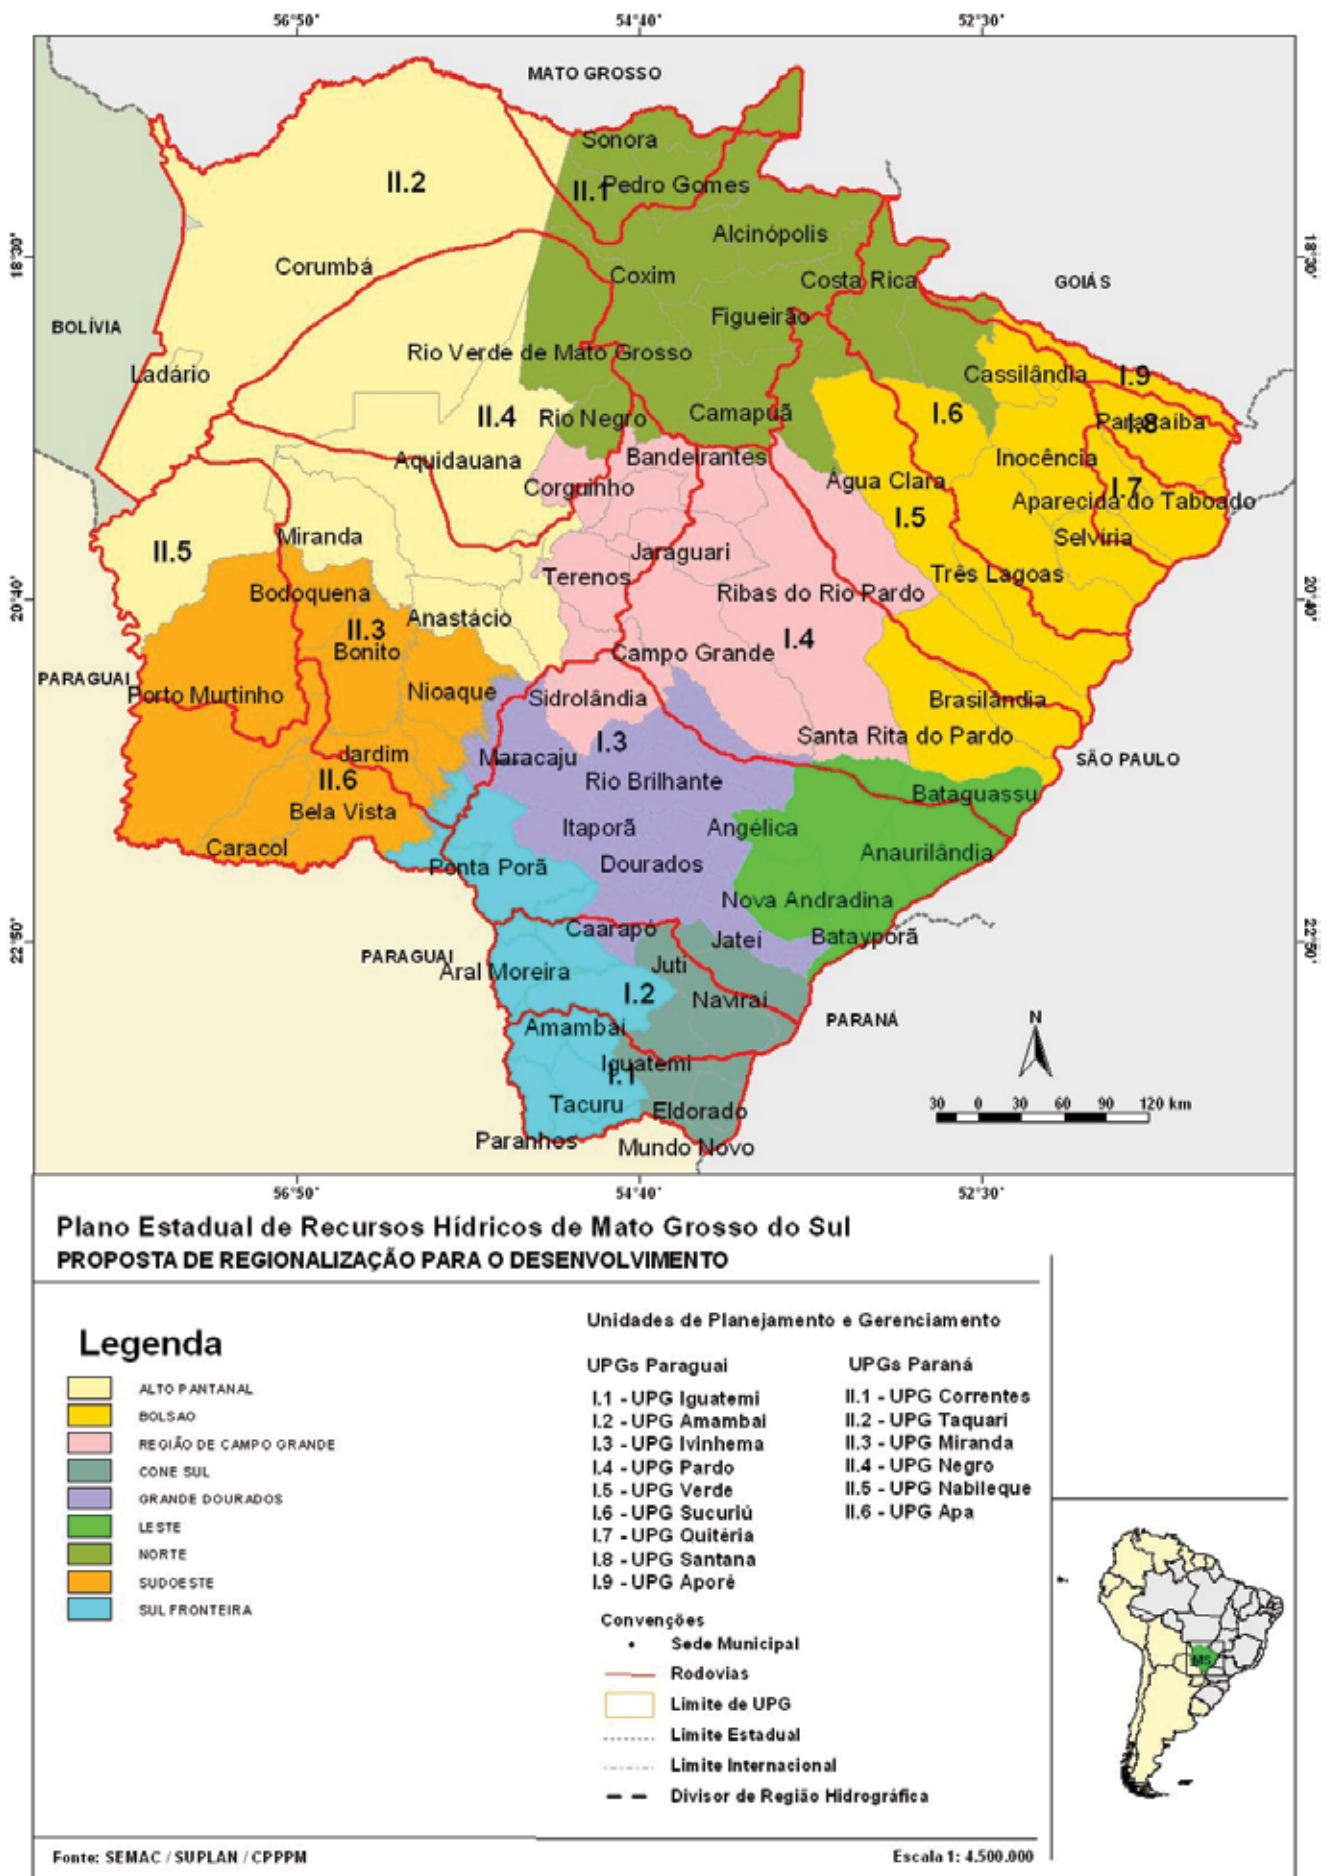 56°50'
54°40'
52°30'
MATO GROSSO
Sonora
II.2
II.1
Pedro Gomes
Alcinópolis
18°30'
Corumbá
Coxim
Costa Rica
GOIÁS
18°30'
BOLÍVIA
Figueirão
Rio Verde de Mato Grosso
Ladário
Cassilândia
I.9
II.4
Rio Negro
Camapuã
I.6
Paranaíba
I.8
Aquidauana
Bandeirantes
Inocência
Corguinho
Água Clara
I.7
Aparecida do Taboado
II.5
Miranda
Jaraguari
I.5
Selvíria
Terenos
Três Lagoas
20°40'
Bodoquena
Ribas do Rio Pardo
20°40'
Anastácio
II.3
Bonito
Campo Grande
I.4
PARAGUAI
Porto Murtinho
Nioaque
Sidrolândia
Brasilândia
Santa Rita do Pardo
Jardim
Maracaju
I.3
SÃO PAULO
II.6
Rio Brilhante
Bataguassu
Bela Vista
Itaporã
Angélica
Caracol
Ponta Porã
Dourados
Anaurilândia
Nova Andradina
22°50'
Caarapó
Jateí
Batayporã
22°50'
PARAGUAI
Aral Moreira
Juti
I.2
Naviraí
PARANÁ
Amambai
N
Iguatemi
I.1
Tacuru
Eldorado
30 0 30 60 90 120 km
Paranhos
Mundo Novo
56°50'
54°40'
52°30'
Plano Estadual de Recursos Hídricos de Mato Grosso do Sul
PROPOSTA DE REGIONALIZAÇÃO PARA O DESENVOLVIMENTO
Legenda
ALTO PANTANAL
BOLSAO
REGIÃO DE CAMPO GRANDE
CONE SUL
GRANDE DOURADOS
LESTE
NORTE
SUDOESTE
SUL FRONTEIRA
Unidades de Planejamento e Gerenciamento
UPGs Paraguai
I.1 - UPG Iguatemi
I.2 - UPG Amambai
I.3 - UPG Ivinhema
I.4 - UPG Pardo
I.5 - UPG Verde
I.6 - UPG Sucuriú
I.7 - UPG Quitéria
I.8 - UPG Santana
I.9 - UPG Aporé
UPGs Paraná
II.1 - UPG Correntes
II.2 - UPG Taquari
II.3 - UPG Miranda
II.4 - UPG Negro
II.5 - UPG Nabileque
II.6 - UPG Apa
Convenções
Sede Municipal
Rodovias
Limite de UPG
Limite Estadual
Limite Internacional
Divisor de Região Hidrográfica
MS
Fonte: SEMAC / SUPLAN / CPPPM
Escala 1: 4.500.000